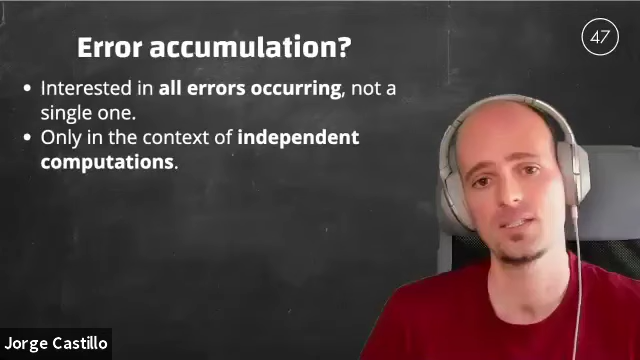 Error accumulation?
47
• Interested in all errors occurring, not a
single one.
• Only in the context of independent
computations.
Jorge Castillo